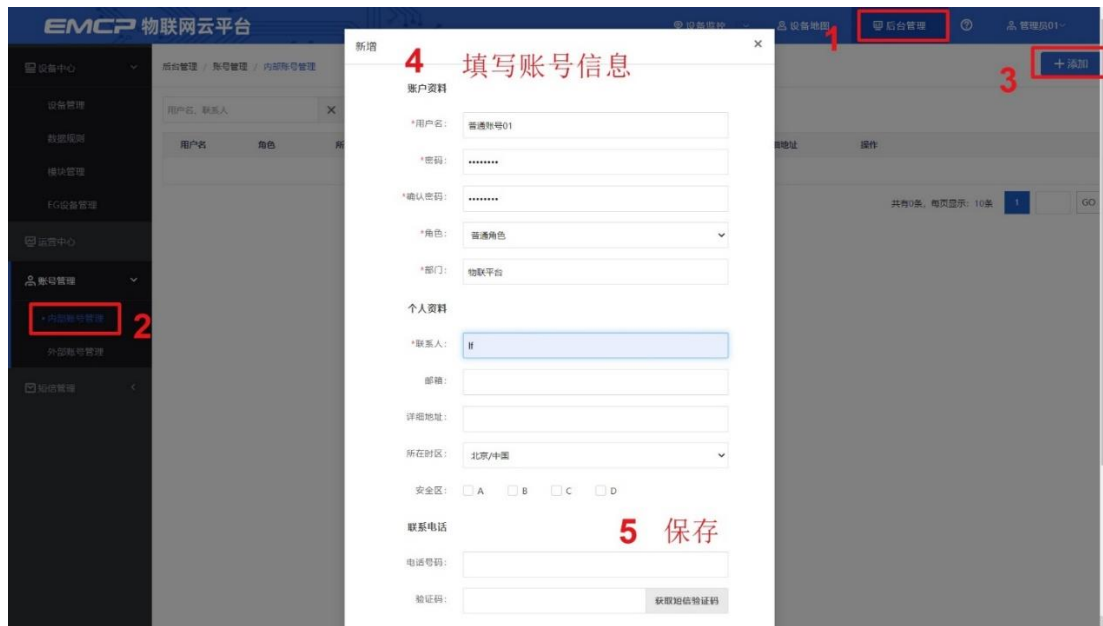 EMCP 物联网云平台
设备监控
设备地图
1
后台管理
管理员01
设备中心
设备管理
数据规则
模块管理
EG设备管理
运营中心
账号管理
内部账号管理
2
外部账号管理
短信管理
后台管理 / 账号管理 / 内部账号管理
3
添加
用户名、联系人
用户名 角色 所 地址 操作
共有0条, 每页显示: 10条 1 GO
新增
4 填写账号信息
账户资料
*用户名: 普通账号01
*密码: ••••••••
*确认密码: ••••••••
*角色: 普通角色
*部门: 物联平台
个人资料
*联系人: lf
邮箱:
详细地址:
所在时区: 北京/中国
安全区: A B C D
联系电话
5 保存
电话号码:
验证码: 获取短信验证码